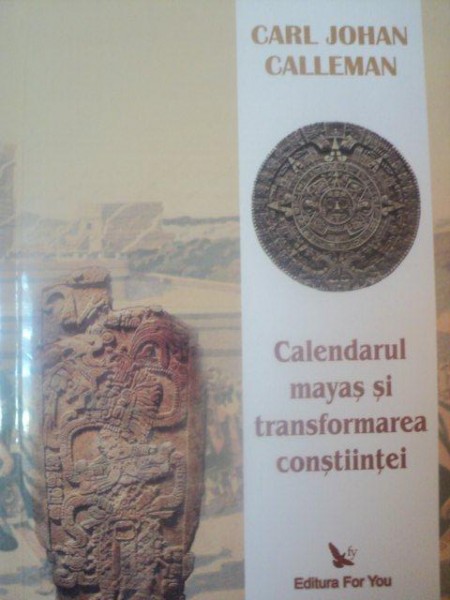 CARL JOHAN
CALLEMAN
Calendarul
mayaș și
transformarea
conștiinței
fy
Editura For You